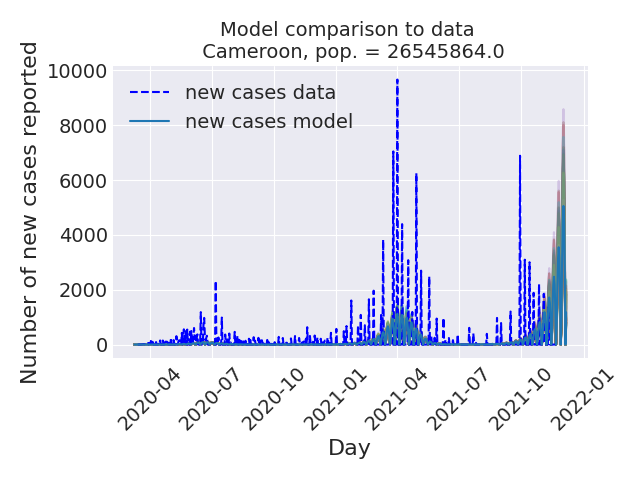 Model comparison to data
Cameroon, pop. = 26545864.0
Number of new cases reported
10000
8000
6000
4000
2000
0
new cases data
new cases model
2020-04
2020-07
2020-10
2021-01
2021-04
2021-07
2021-10
2022-01
Day